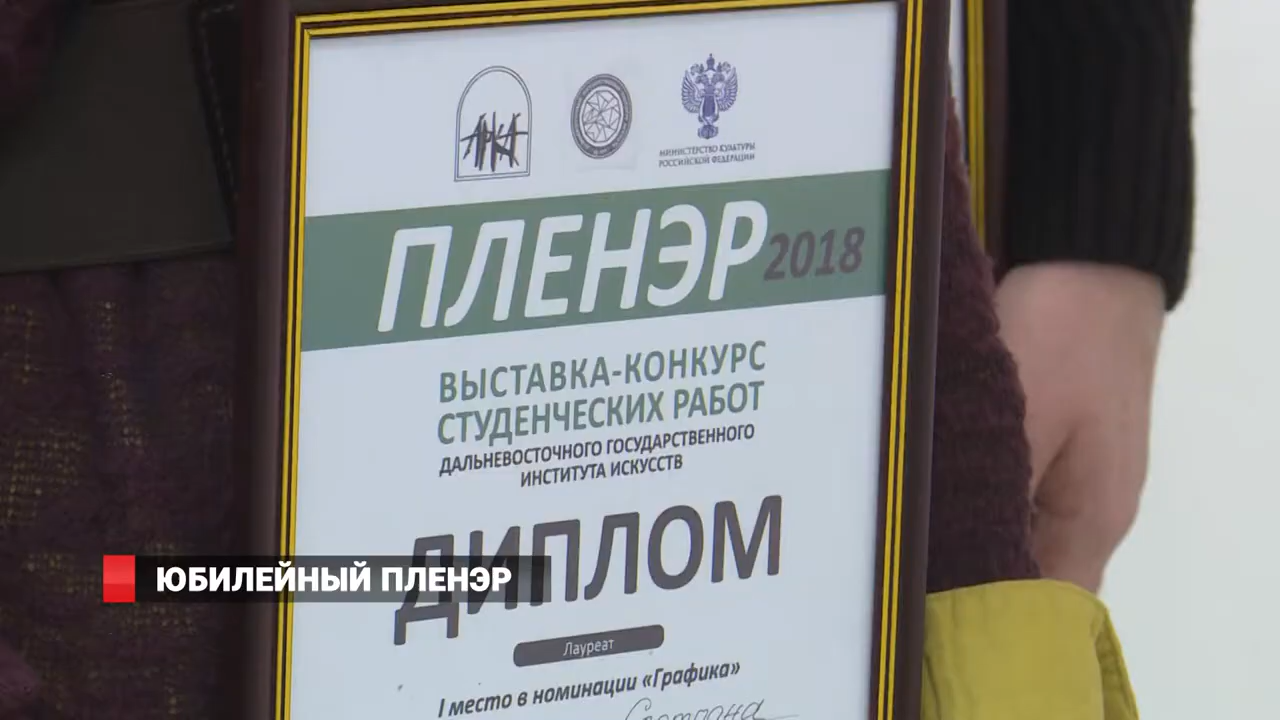 АРКА
МИНИСТЕРСТВО КУЛЬТУРЫ
РОССИЙСКОЙ ФЕДЕРАЦИИ
ПЛЕНЭР 2018
ВЫСТАВКА-КОНКУРС
СТУДЕНЧЕСКИХ РАБОТ
ДАЛЬНЕВОСТОЧНОГО ГОСУДАРСТВЕННОГО
ИНСТИТУТА ИСКУССТВ
ДИПЛОМ
ЮБИЛЕЙНЫЙ ПЛЕНЭР
Лауреат
I место в номинации «Графика»